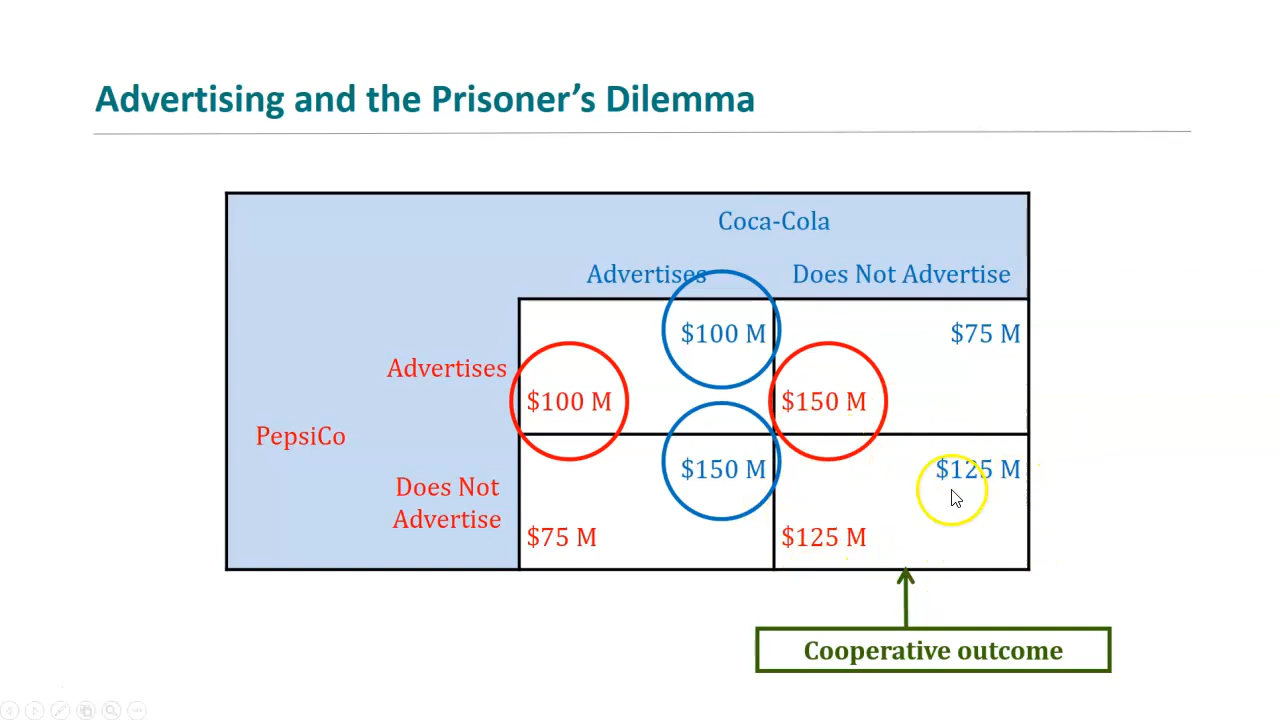 Advertising and the Prisoner’s Dilemma
Coca-Cola
Advertises
Does Not Advertise
$100 M
$75 M
Advertises
$100 M
$150 M
PepsiCo
$150 M
$125 M
Does Not
Advertise
$75 M
$125 M
Cooperative outcome